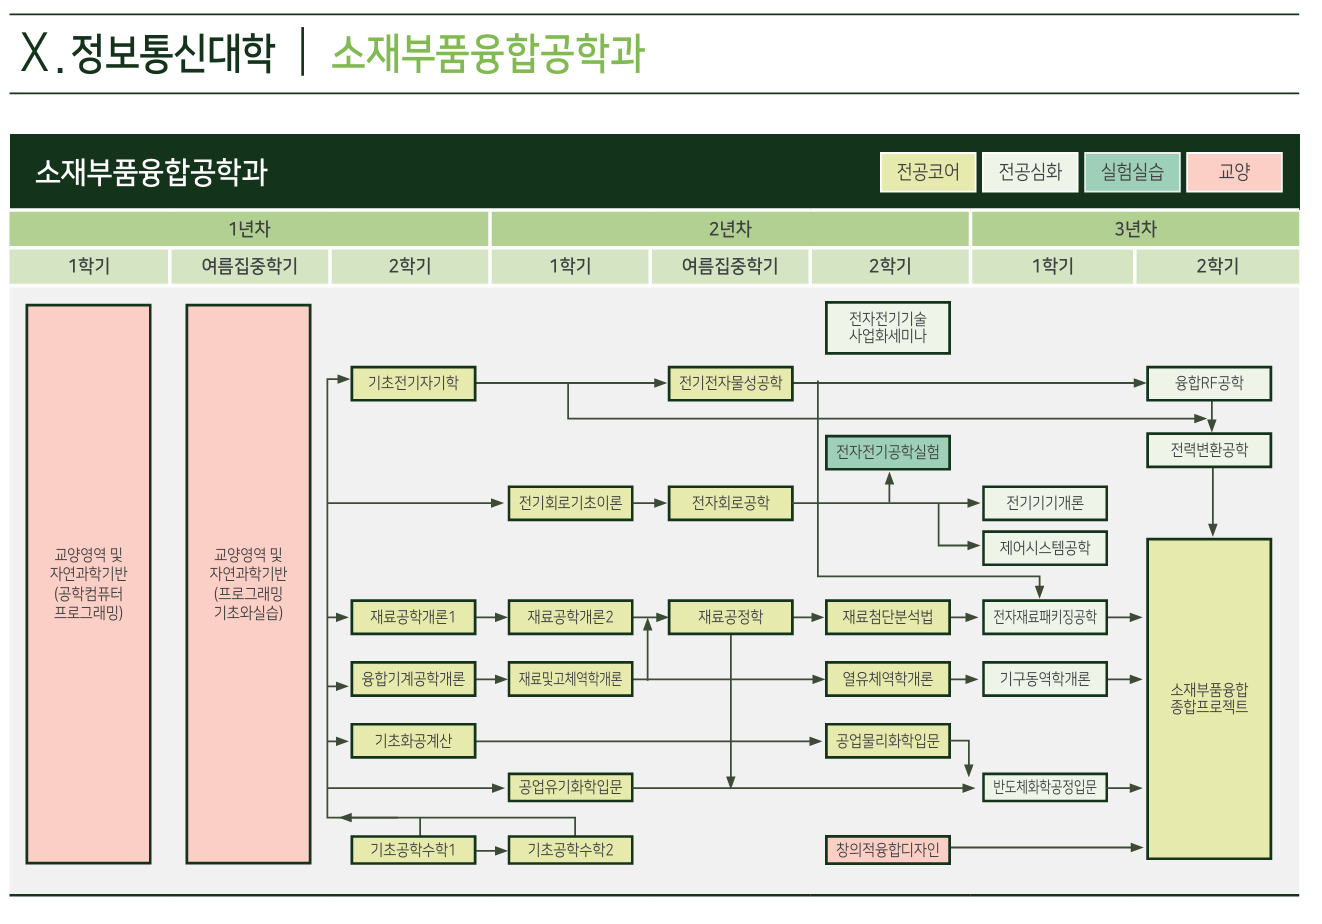 X. 정보통신대학 | 소재부품융합공학과
소재부품융합공학과
전공코어
전공심화
실험실습
교양
1년차
2년차
3년차
1학기
여름집중학기
2학기
1학기
여름집중학기
2학기
1학기
2학기
교양영역 및
자연과학기반
(공학컴퓨터
프로그래밍)
교양영역 및
자연과학기반
(프로그래밍
기초와실습)
전자전기기술
사업화세미나
기초전기자기학
전기전자물성공학
융합RF공학
전자전기공학실험
전력변환공학
전기회로기초이론
전자회로공학
전기기기개론
제어시스템공학
재료공학개론1
재료공학개론2
재료공정학
재료첨단분석법
전자재료패키징공학
융합기계공학개론
재료및고체역학개론
열유체역학개론
기구동역학개론
소재부품융합
종합프로젝트
기초화공계산
공업물리화학입문
공업유기화학입문
반도체화학공정입문
기초공학수학1
기초공학수학2
창의적융합디자인